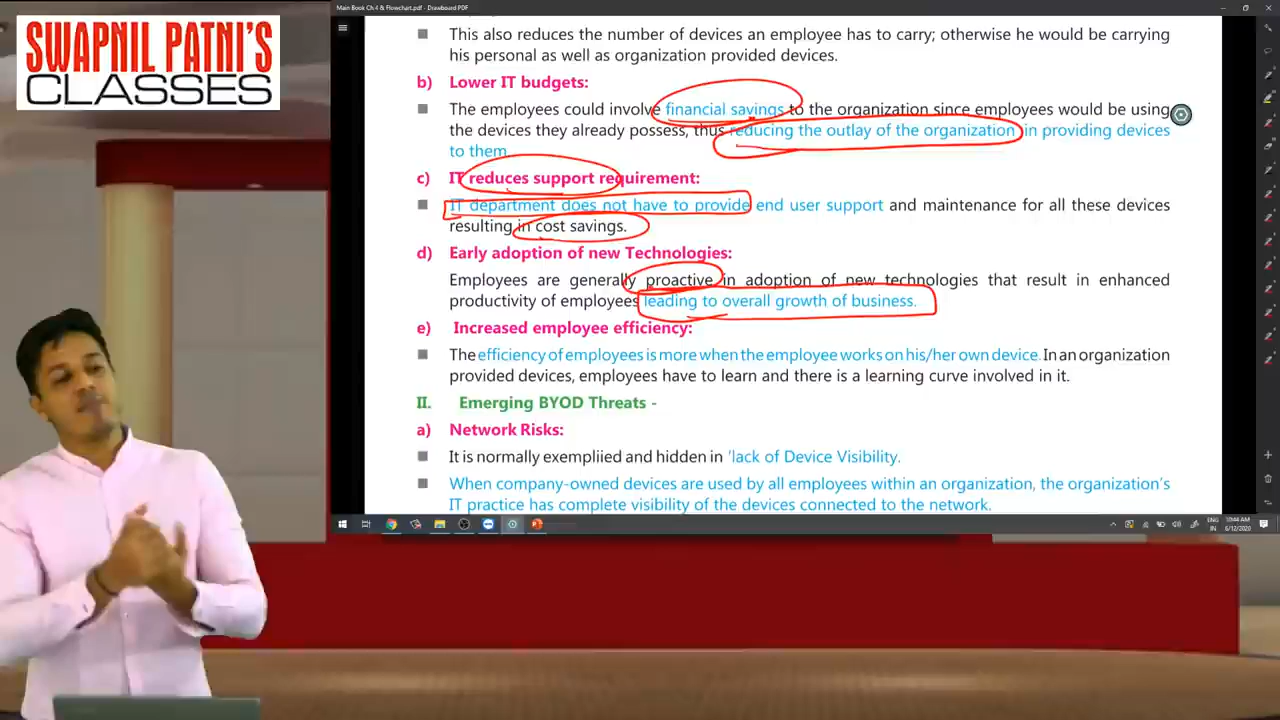 SWAPNIL PATNI'S
CLASSES
Main Book Ch 4 & Flowchart.pdf - Drawboard PDF
This also reduces the number of devices an employee has to carry; otherwise he would be carrying
his personal as well as organization provided devices.
b) Lower IT budgets:
The employees could involve financial savings to the organization since employees would be using
the devices they already possess, thus reducing the outlay of the organization in providing devices
to them
c) IT reduces support requirement:
IT department does not have to provide end user support and maintenance for all these devices
resulting in cost savings.
d) Early adoption of new Technologies:
Employees are generally proactive in adoption of new technologies that result in enhanced
productivity of employees leading to overall growth of business.
e) Increased employee efficiency:
The efficiency of employees is more when the employee works on his/her own device. In an organization
provided devices, employees have to learn and there is a learning curve involved in it.
II. Emerging BYOD Threats -
a) Network Risks:
It is normally exempliied and hidden in 'lack of Device Visibility.
When company-owned devices are used by all employees within an organization, the organization's
IT practice has complete visibility of the devices connected to the network.
ENG
IN
10:44 AM
6/12/2020